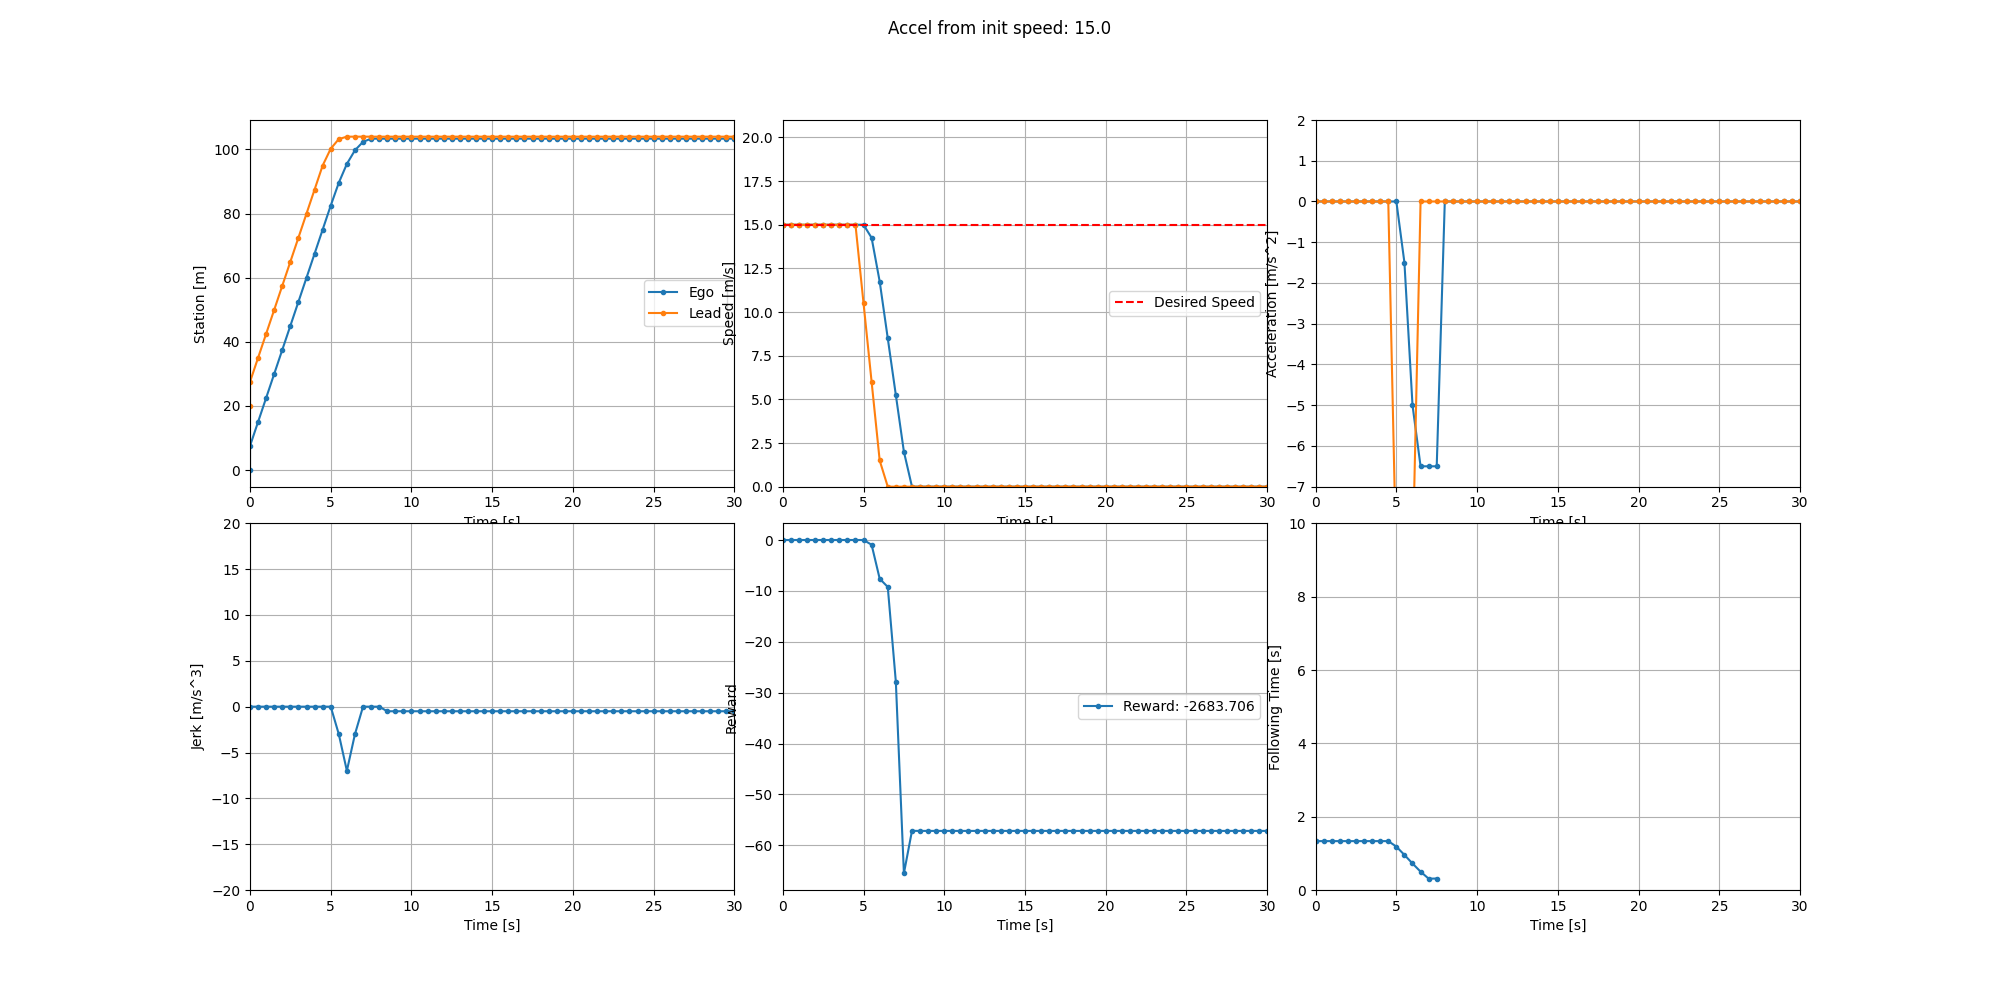 Accel from init speed: 15.0
Station [m]
100
80
60
40
20
0
Ego
Lead
0 5 10 15 20 25 30
Time [s]
Speed [m/s]
20.0
17.5
15.0
12.5
10.0
7.5
5.0
2.5
0.0
Desired Speed
0 5 10 15 20 25 30
Time [s]
Acceleration [m/s^2]
2
1
0
−1
−2
−3
−4
−5
−6
−7
0 5 10 15 20 25 30
Time [s]
Jerk [m/s^3]
20
15
10
5
0
−5
−10
−15
−20
0 5 10 15 20 25 30
Time [s]
Reward
0
−10
−20
−30
−40
−50
−60
Reward: -2683.706
0 5 10 15 20 25 30
Time [s]
Following Time [s]
10
8
6
4
2
0
0 5 10 15 20 25 30
Time [s]